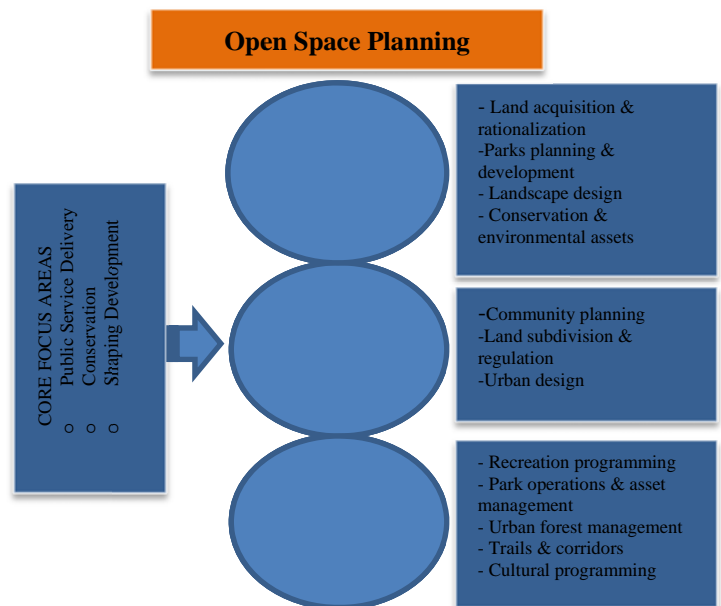 Open Space Planning
CORE FOCUS AREAS
o Public Service Delivery
o Conservation
o Shaping Development
- Land acquisition &
rationalization
-Parks planning &
development
- Landscape design
- Conservation &
environmental assets
-Community planning
-Land subdivision &
regulation
-Urban design
- Recreation programming
- Park operations & asset
management
- Urban forest management
- Trails & corridors
- Cultural programming